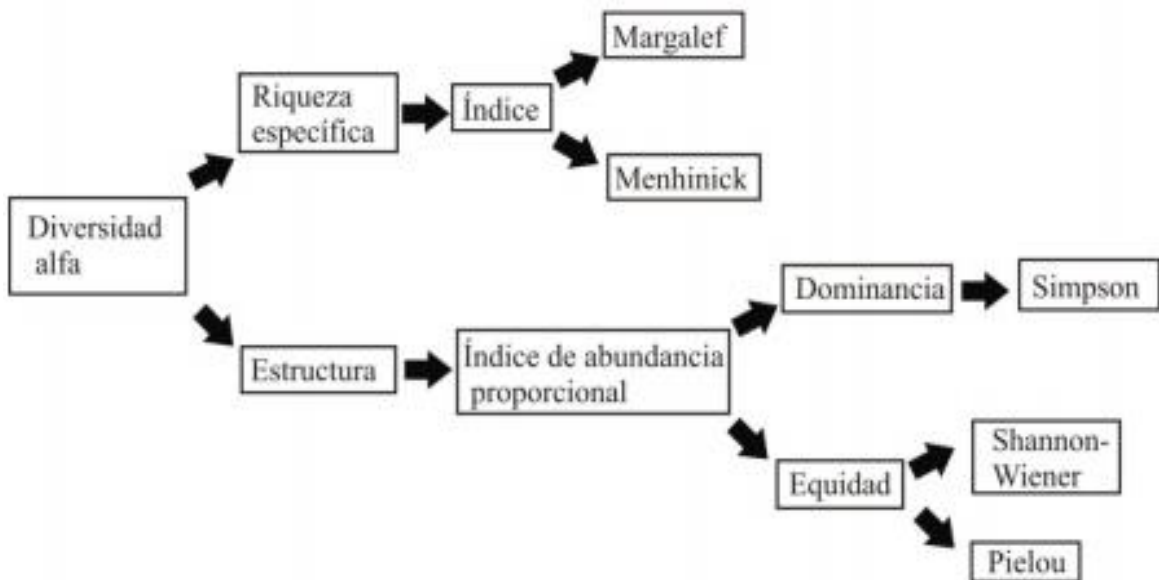 Margalef
Riqueza
específica
Índice
Menhinick
Diversidad
alfa
Dominancia
Simpson
Estructura
Índice de abundancia
proporcional
Shannon-
Wiener
Equidad
Pielou